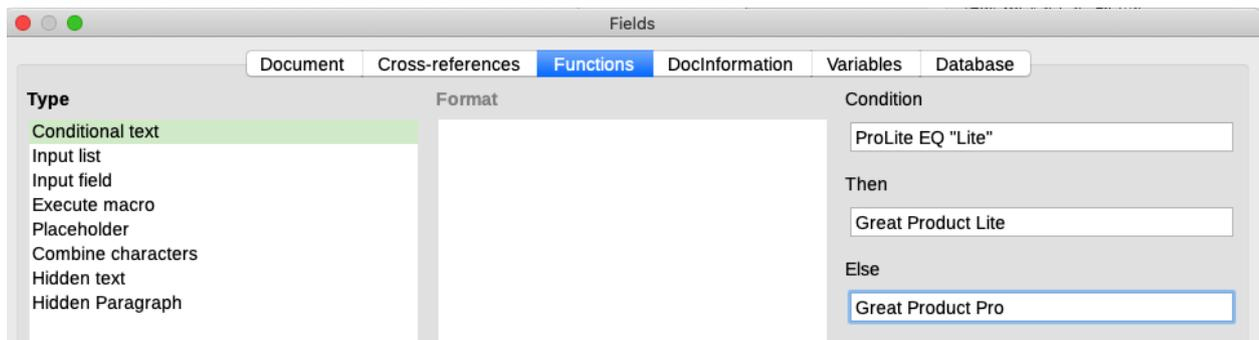 Fields
Document Cross-references Functions DocInformation Variables Database
Type
Conditional text
Input list
Input field
Execute macro
Placeholder
Combine characters
Hidden text
Hidden Paragraph
Format
Condition
ProLite EQ "Lite"
Then
Great Product Lite
Else
Great Product Pro